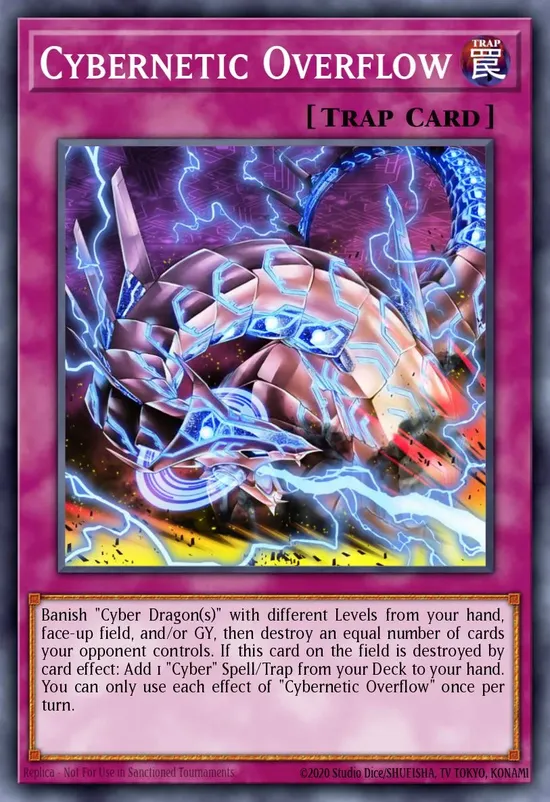 CYBERNETIC OVERFLOW
TRAP
罠
[TRAP CARD]
Banish "Cyber Dragon(s)" with different Levels from your hand,
face-up field, and/or GY, then destroy an equal number of cards
your opponent controls. If this card on the field is destroyed by
card effect: Add 1 "Cyber" Spell/Trap from your Deck to your hand.
You can only use each effect of "Cybernetic Overflow" once per
turn.
Replica - Not For Use in Sanctioned Tournaments. ©2020 Studio Dice/SHUEISHA, TV TOKYO, KONAMI